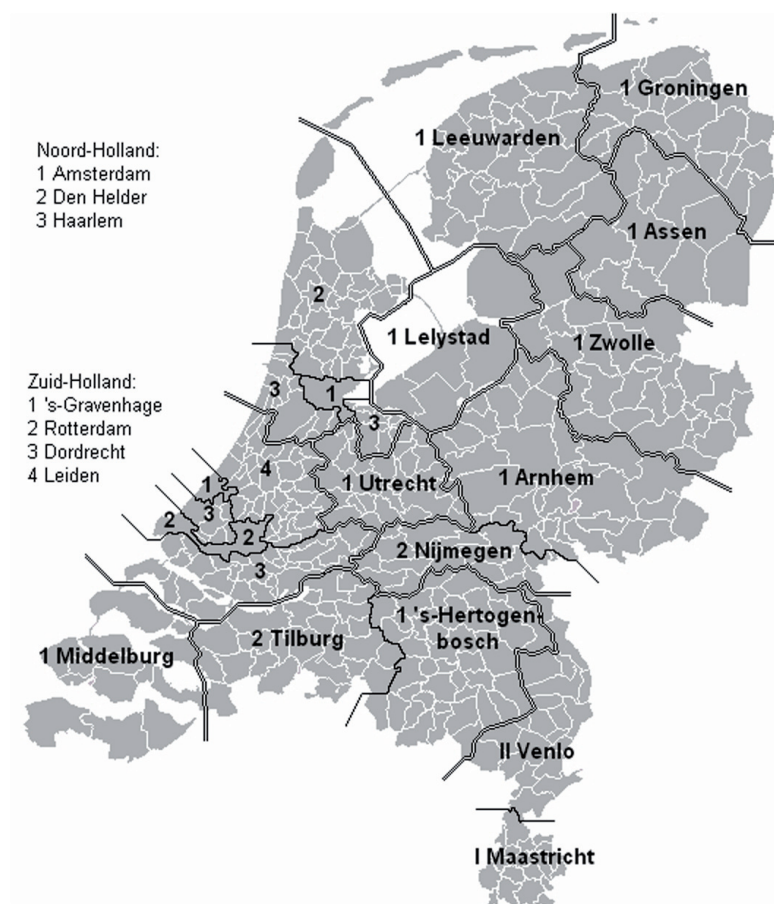 1 Groningen
1 Leeuwarden
Noord-Holland:
1 Amsterdam
2 Den Helder
3 Haarlem
1 Assen
2
1 Lelystad
1 Zwolle
Zuid-Holland:
1 's-Gravenhage
2 Rotterdam
3 Dordrecht
4 Leiden
3
1
3
4
1 Utrecht
1 Arnhem
1
3
2
2
2 Nijmegen
3
1 's-Hertogen-
bosch
2 Tilburg
1 Middelburg
II Venlo
I Maastricht